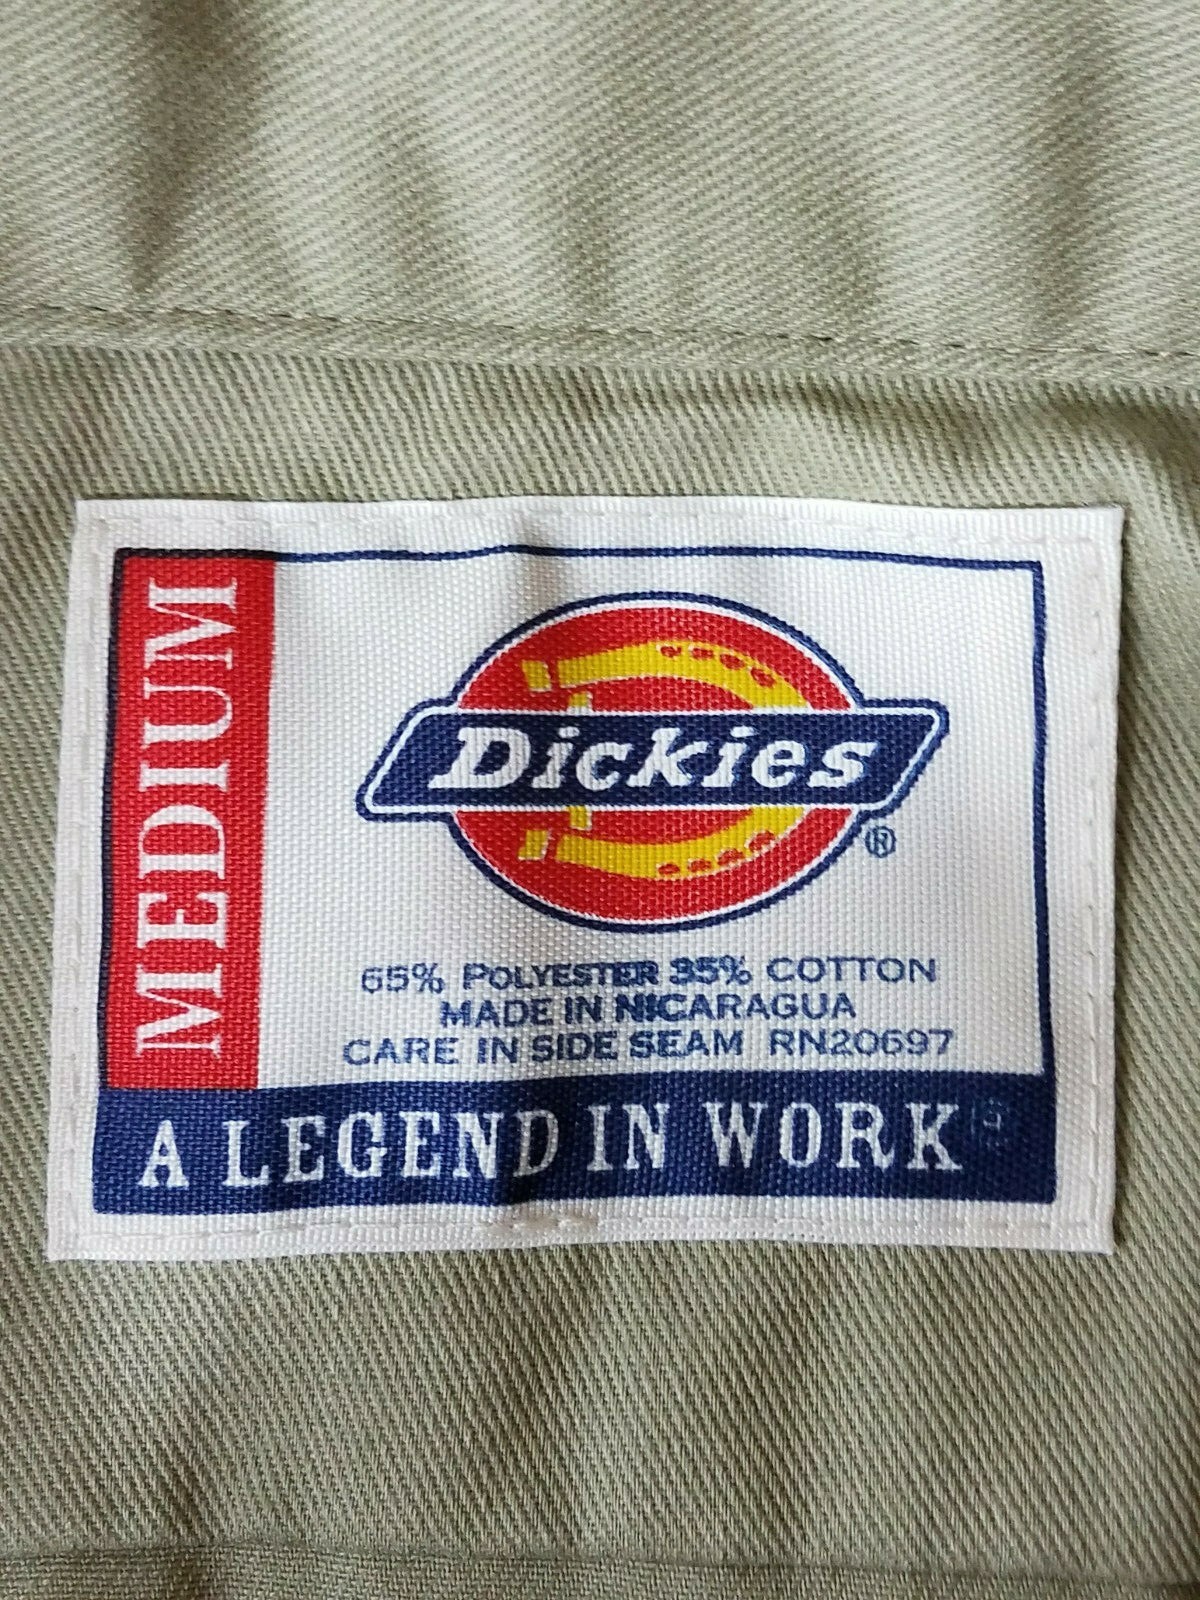 MEDIUM
Dickies
®
65% POLYESTER 35% COTTON
MADE IN NICARAGUA
CARE IN SIDE SEAM RN20697
A LEGEND IN WORK